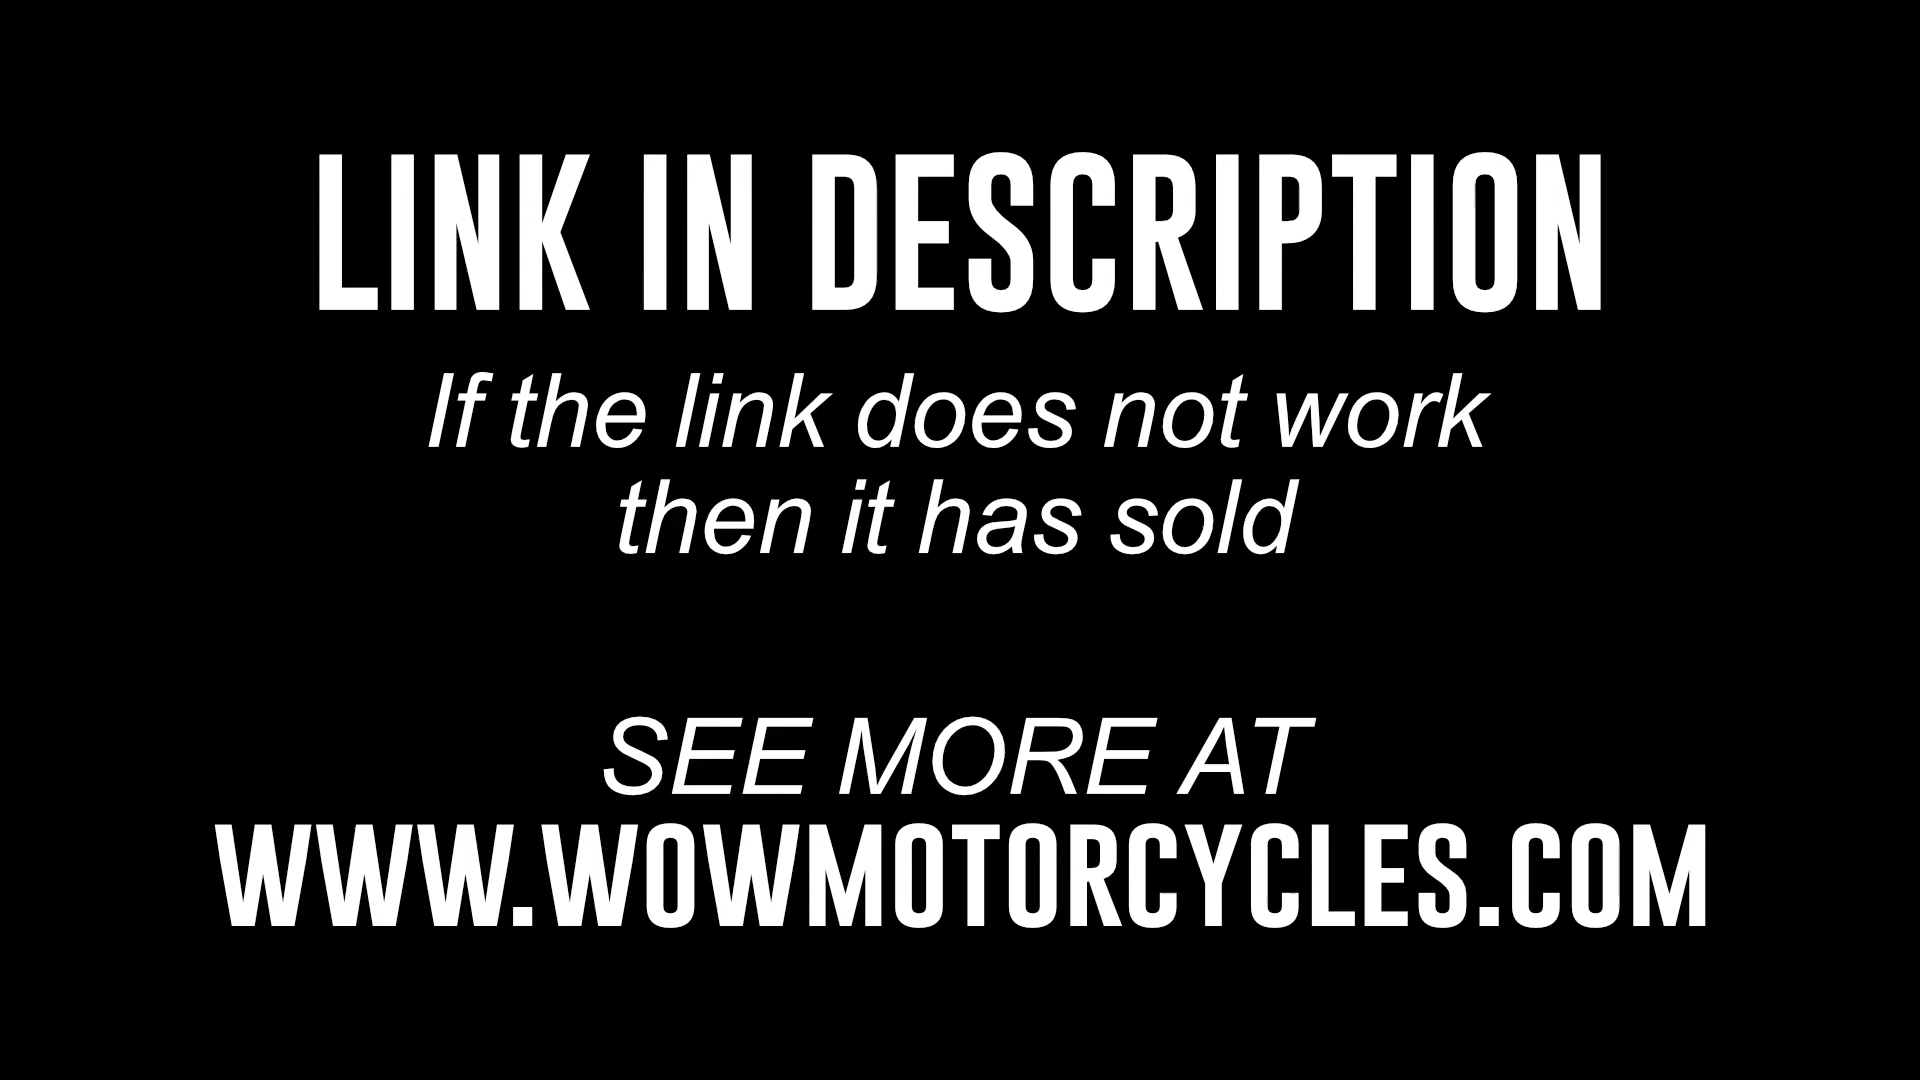 LINK IN DESCRIPTION
If the link does not work
then it has sold
SEE MORE AT
WWW.WOWMOTORCYCLES.COM